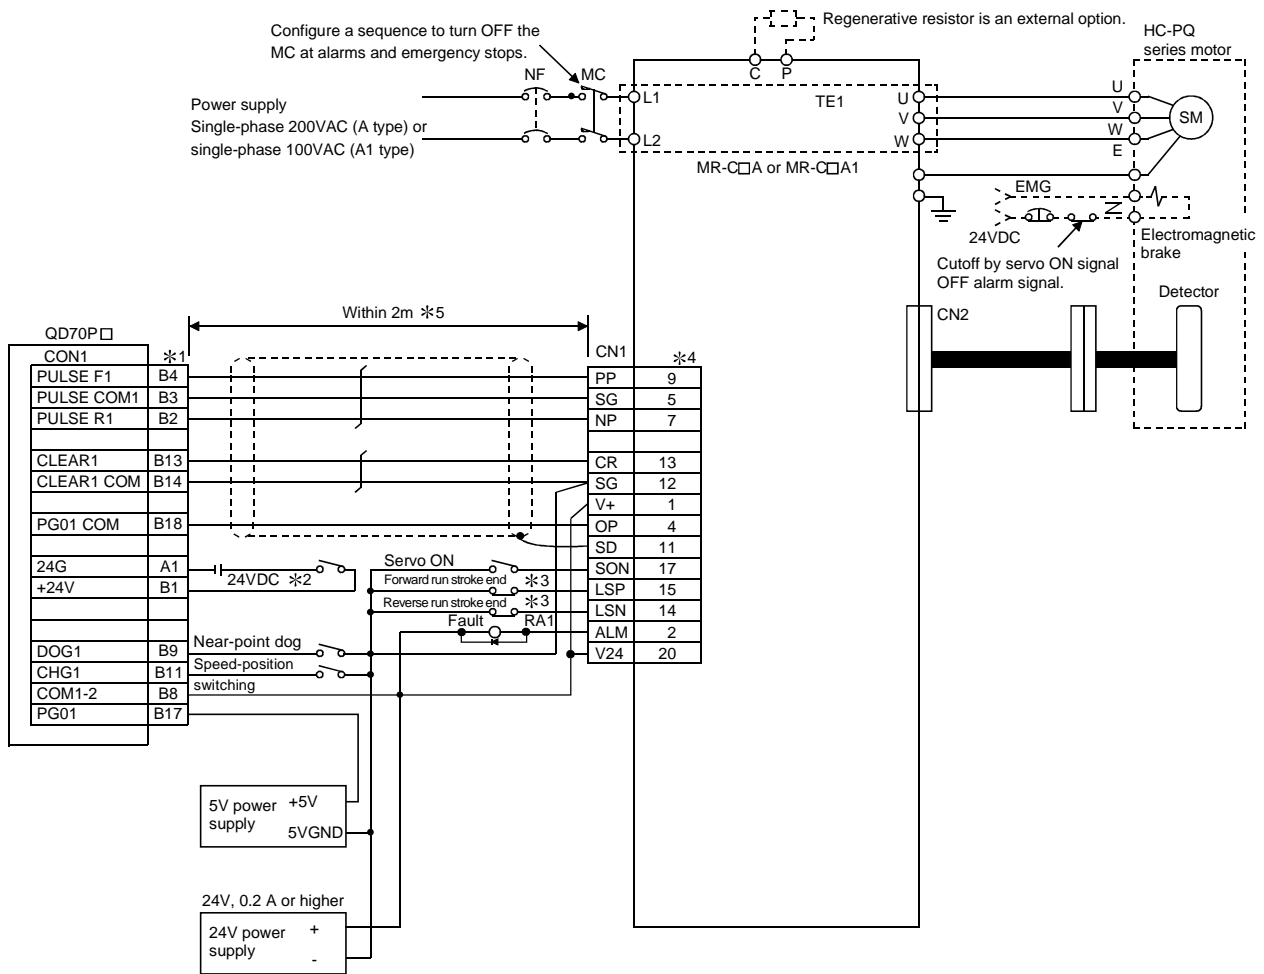 Configure a sequence to turn OFF the
MC at alarms and emergency stops.
Regenerative resistor is an external option.
HC-PQ
series motor
C P
NF MC
Power supply
Single-phase 200VAC (A type) or
single-phase 100VAC (A1 type)
L1
L2
TE1
U
V
W
U
V
W
E
SM
MR-C□A or MR-C□A1
EMG
24VDC
Electromagnetic
brake
Cutoff by servo ON signal
OFF alarm signal.
Detector
CN2
Within 2m ＊5
QD70P□
CON1 ＊1
PULSE F1 B4
PULSE COM1 B3
PULSE R1 B2
CLEAR1 B13
CLEAR1 COM B14
PG01 COM B18
24G A1
+24V B1
DOG1 B9
CHG1 B11
COM1-2 B8
PG01 B17
24VDC ＊2
Servo ON
Forward run stroke end ＊3
Reverse run stroke end ＊3
Fault RA1
Near-point dog
Speed-position
switching
CN1 ＊4
PP 9
SG 5
NP 7
CR 13
SG 12
V+ 1
OP 4
SD 11
SON 17
LSP 15
LSN 14
ALM 2
V24 20
5V power
supply
+5V
5VGND
24V, 0.2 A or higher
24V power
supply
+
-